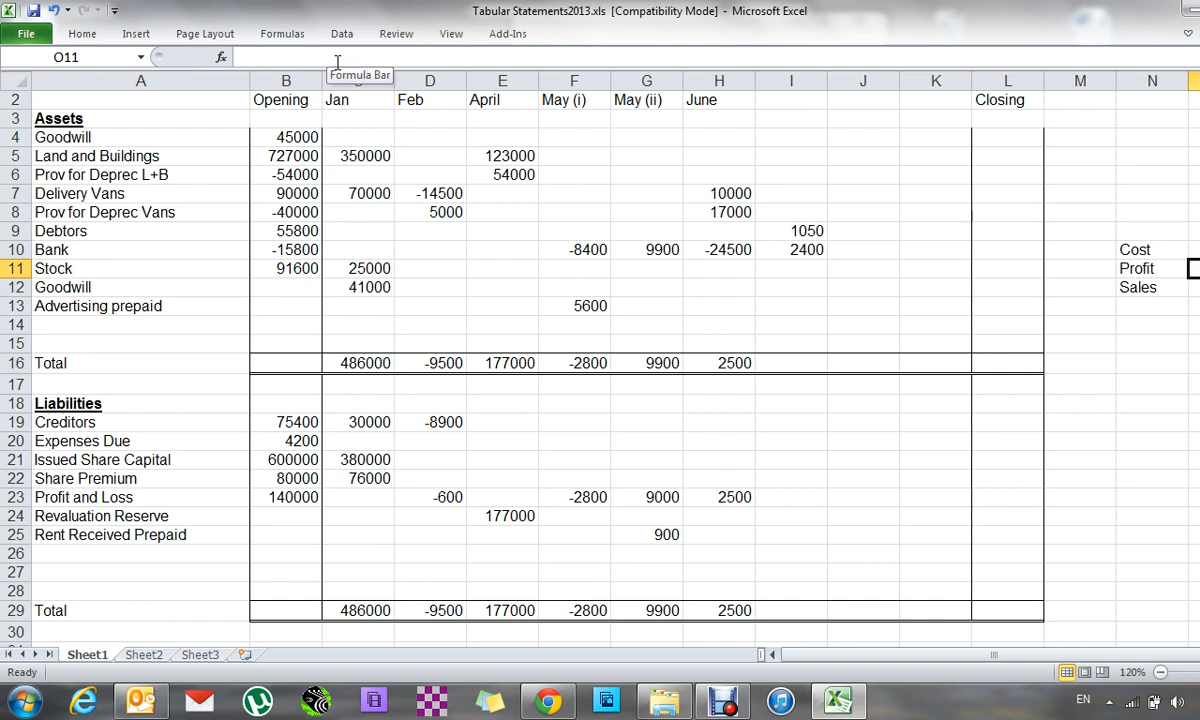 Tabular Statements2013.xls [Compatibility Mode] - Microsoft Excel
File Home Insert Page Layout Formulas Data Review View Add-Ins
O11 fx
Formula Bar
A B D E F G H I J K L M N
2 Opening Jan Feb April May (i) May (ii) June Closing
3 Assets
4 Goodwill 45000
5 Land and Buildings 727000 350000 123000
6 Prov for Deprec L+B -54000 54000
7 Delivery Vans 90000 70000 -14500 10000
8 Prov for Deprec Vans -40000 5000 17000
9 Debtors 55800 1050
10 Bank -15800 -8400 9900 -24500 2400 Cost
11 Stock 91600 25000 Profit
12 Goodwill 41000 Sales
13 Advertising prepaid 5600
14
15
16 Total 486000 -9500 177000 -2800 9900 2500
17
18 Liabilities
19 Creditors 75400 30000 -8900
20 Expenses Due 4200
21 Issued Share Capital 600000 380000
22 Share Premium 80000 76000
23 Profit and Loss 140000 -600 -2800 9000 2500
24 Revaluation Reserve 177000
25 Rent Received Prepaid 900
26
27
28
29 Total 486000 -9500 177000 -2800 9900 2500
30
Sheet1 Sheet2 Sheet3
Ready 120%
EN